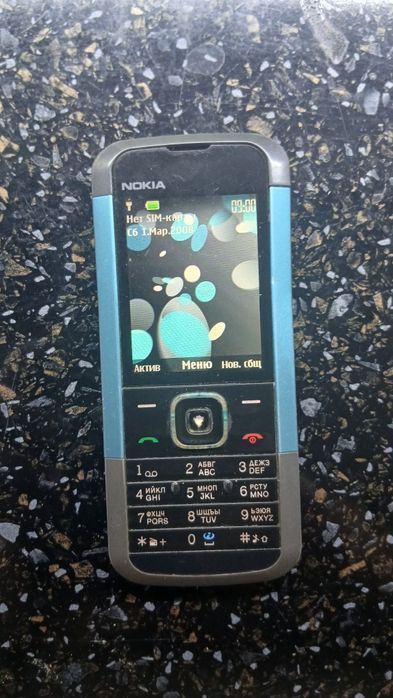 NOKIA
09:00
Нет SIM-карты
Сб 1.Мар.2008
Актив Меню Нов. сбщ
1 2 АБВГ ABC 3 ДЕЖЗ DEF
4 ИЙКЛ GHI 5 МНОП JKL 6 РСТУ MNO
7 ФХЦЧ PQRS 8 ШЩЪЫ TUV 9 ЬЭЮЯ WXYZ
* + 0 #